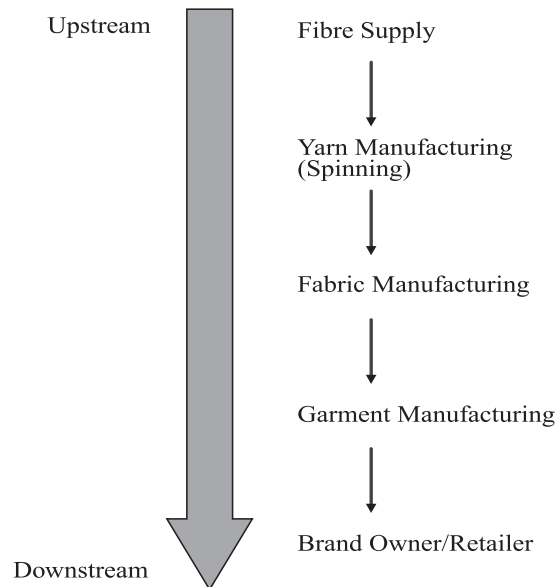 Upstream
Fibre Supply
Yarn Manufacturing
(Spinning)
Fabric Manufacturing
Garment Manufacturing
Brand Owner/Retailer
Downstream